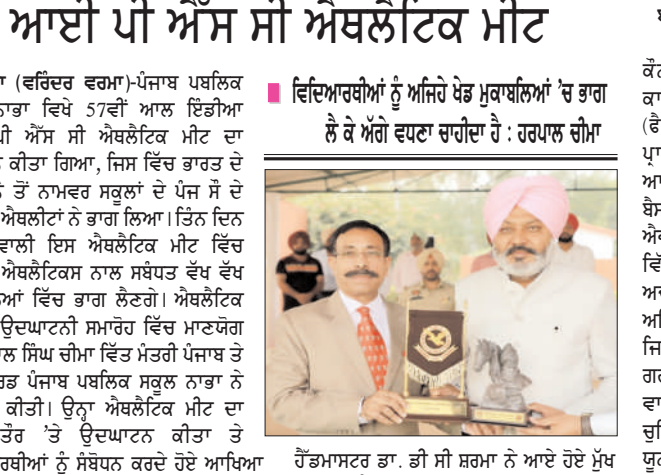 ਆਈ ਪੀ ਐੱਸ ਸੀ ਐਥਲੈਟਿਕ ਮੀਟ
(ਵਰਿੰਦਰ ਵਰਮਾ)-ਪੰਜਾਬ ਪਬਲਿਕ
ਨਾਭਾ ਵਿਖੇ 57ਵੀਂ ਆਲ ਇੰਡੀਆ
ਪੀ ਐੱਸ ਸੀ ਐਥਲੈਟਿਕ ਮੀਟ ਦਾ
ਕੀਤਾ ਗਿਆ, ਜਿਸ ਵਿੱਚ ਭਾਰਤ ਦੇ
ਤੋਂ ਨਾਮਵਰ ਸਕੂਲਾਂ ਦੇ ਪੰਜ ਸੌ ਦੇ
ਐਥਲੀਟਾਂ ਨੇ ਭਾਗ ਲਿਆ।ਤਿੰਨ ਦਿਨ
ਵਾਲੀ ਇਸ ਐਥਲੈਟਿਕ ਮੀਟ ਵਿੱਚ
ਐਥਲੈਟਿਕਸ ਨਾਲ ਸਬੰਧਤ ਵੱਖ ਵੱਖ
ਵਿੱਚ ਭਾਗ ਲੈਣਗੇ। ਐਥਲੈਟਿਕ
ਉਦਘਾਟਨੀ ਸਮਾਰੋਹ ਵਿੱਚ ਮਾਣਯੋਗ
ਸਿੰਘ ਚੀਮਾ ਵਿੱਤ ਮੰਤਰੀ ਪੰਜਾਬ ਤੇ
ਪੰਜਾਬ ਪਬਲਿਕ ਸਕੂਲ ਨਾਭਾ ਨੇ
ਕੀਤੀ। ਉਨ੍ਹਾ ਐਥਲੈਟਿਕ ਮੀਟ ਦਾ
ਤੌਰ 'ਤੇ ਉਦਘਾਟਨ ਕੀਤਾ ਤੇ
ਨੂੰ ਸੰਬੋਧਨ ਕਰਦੇ ਹੋਏ ਆਖਿਆ
ਵਿਦਿਆਰਥੀਆਂ ਨੂੰ ਅਜਿਹੇ ਖੇਡ ਮੁਕਾਬਲਿਆਂ 'ਚ ਭਾਗ
ਲੈ ਕੇ ਅੱਗੇ ਵਧਣਾ ਚਾਹੀਦਾ ਹੈ : ਹਰਪਾਲ ਚੀਮਾ
ਹੈੱਡਮਾਸਟਰ ਡਾ. ਡੀ ਸੀ ਸ਼ਰਮਾ ਨੇ ਆਏ ਹੋਏ ਮੁੱਖ